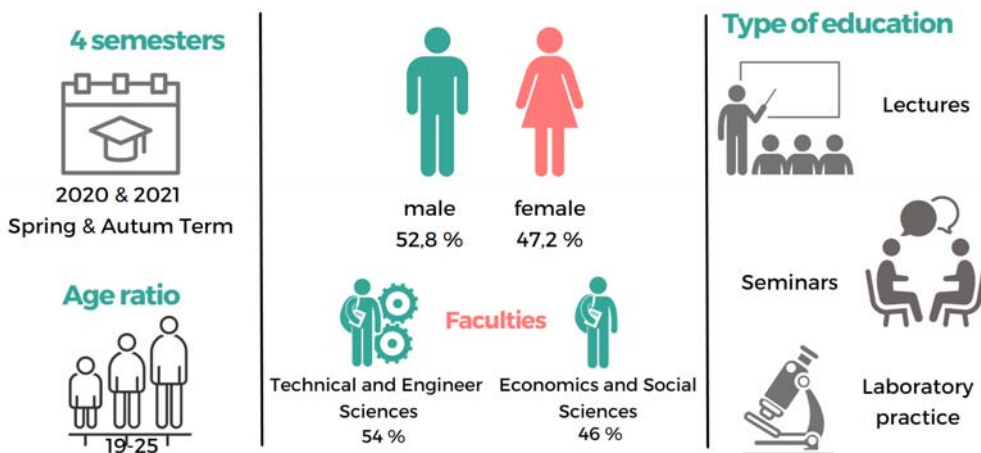 4 semesters
2020 & 2021
Spring & Autum Term
Age ratio
19-25
male
52,8 %
female
47,2 %
Faculties
Technical and Engineer
Sciences
54 %
Economics and Social
Sciences
46 %
Type of education
Lectures
Seminars
Laboratory
practice